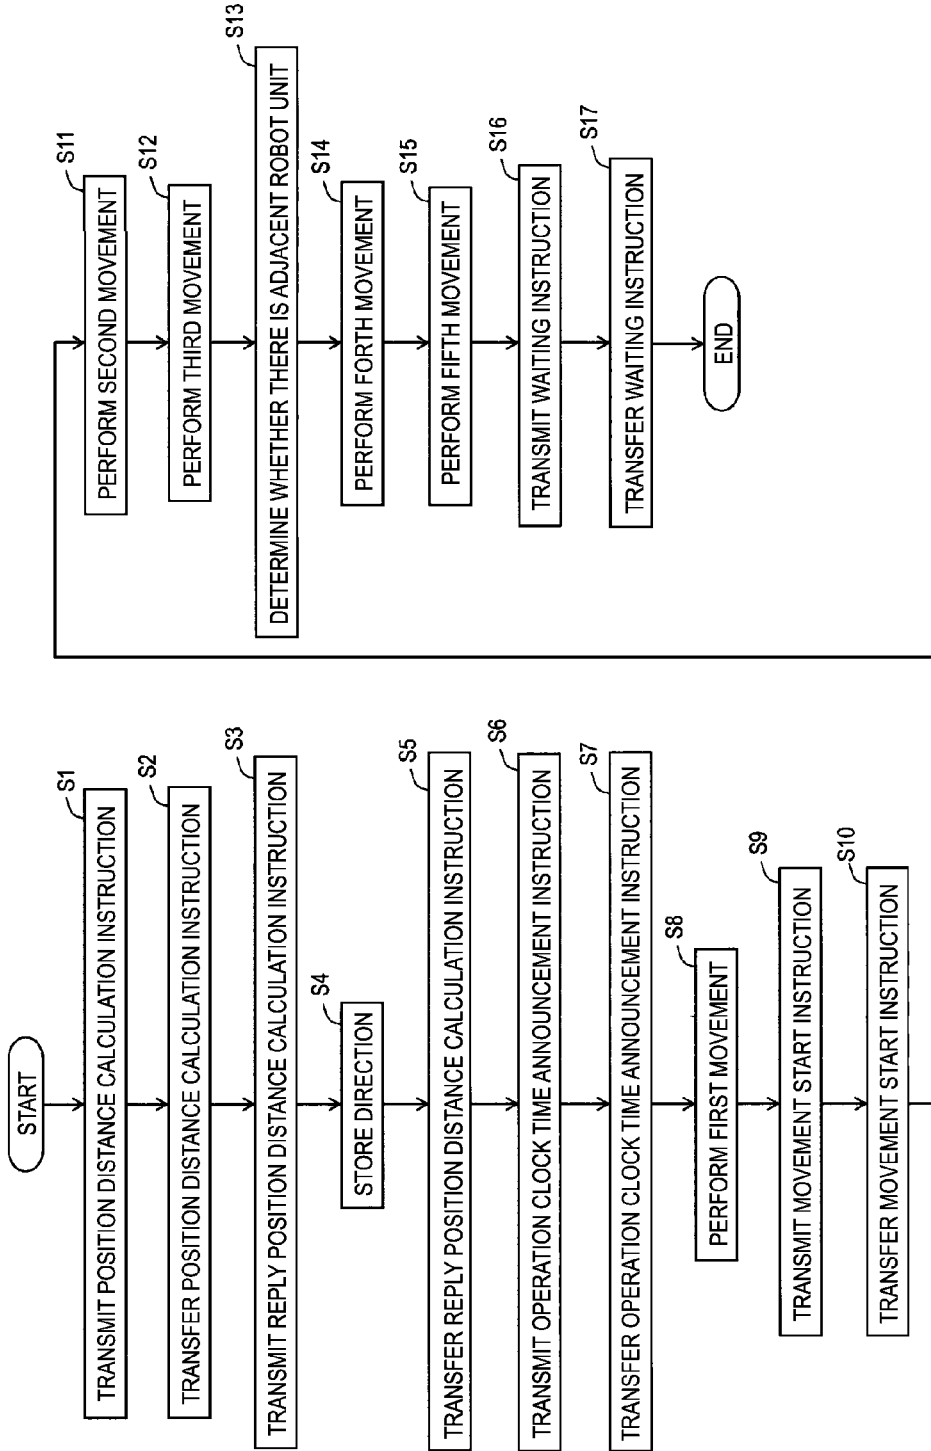 START
S1
TRANSMIT POSITION DISTANCE CALCULATION INSTRUCTION
S2
TRANSFER POSITION DISTANCE CALCULATION INSTRUCTION
S3
TRANSMIT REPLY POSITION DISTANCE CALCULATION INSTRUCTION
S4
STORE DIRECTION
S5
TRANSFER REPLY POSITION DISTANCE CALCULATION INSTRUCTION
S6
TRANSMIT OPERATION CLOCK TIME ANNOUNCEMENT INSTRUCTION
S7
TRANSFER OPERATION CLOCK TIME ANNOUNCEMENT INSTRUCTION
S8
PERFORM FIRST MOVEMENT
S9
TRANSMIT MOVEMENT START INSTRUCTION
S10
TRANSFER MOVEMENT START INSTRUCTION
S11
PERFORM SECOND MOVEMENT
S12
PERFORM THIRD MOVEMENT
S13
DETERMINE WHETHER THERE IS ADJACENT ROBOT UNIT
S14
PERFORM FORTH MOVEMENT
S15
PERFORM FIFTH MOVEMENT
S16
TRANSMIT WAITING INSTRUCTION
S17
TRANSFER WAITING INSTRUCTION
END